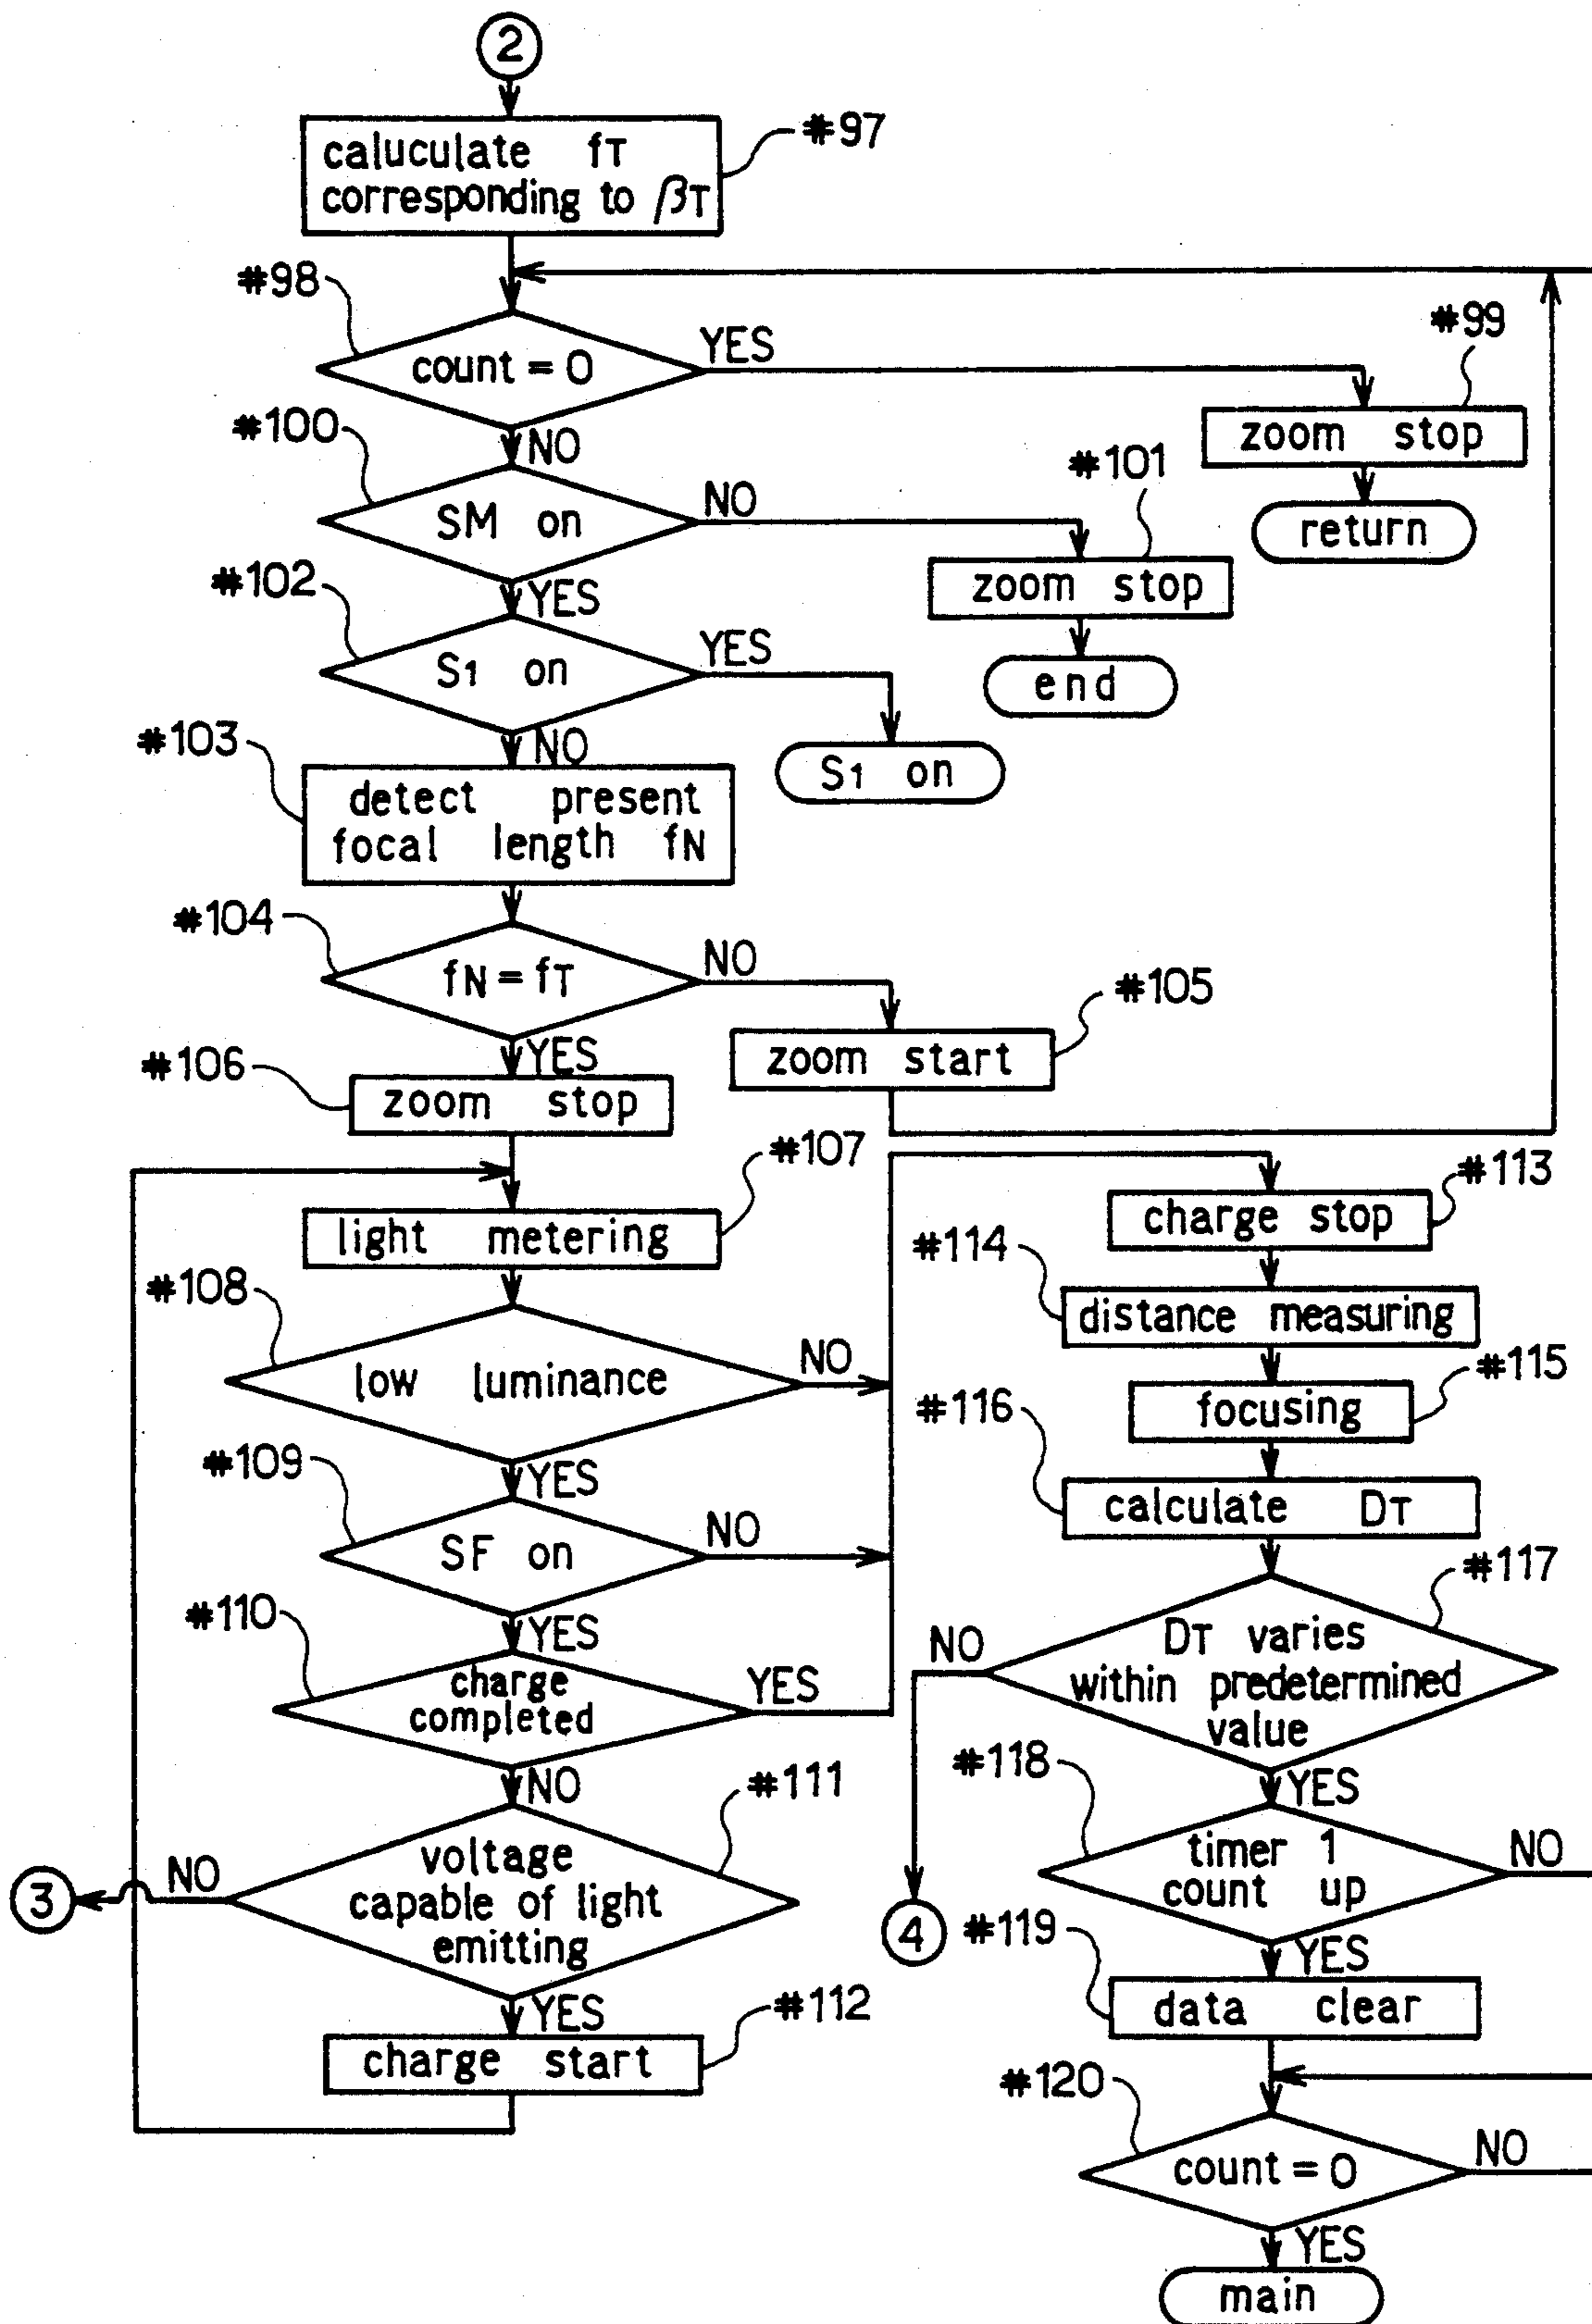 2
#97
caluculate fT
corresponding to βT
#98
count = 0
YES
#99
zoom stop
return
NO
#100
SM on
NO
#101
zoom stop
end
YES
#102
S1 on
YES
S1 on
NO
#103
detect present
focal length fN
#104
fN = fT
NO
#105
zoom start
YES
#106
zoom stop
#107
light metering
#108
low luminance
NO
YES
#109
SF on
NO
YES
#110
charge
completed
YES
NO
#111
voltage
capable of light
emitting
NO
3
YES
#112
charge start
#113
charge stop
#114
distance measuring
#115
focusing
#116
calculate DT
#117
DT varies
within predetermined
value
NO
4
YES
#118
timer 1
count up
NO
YES
#119
data clear
#120
count = 0
NO
YES
main